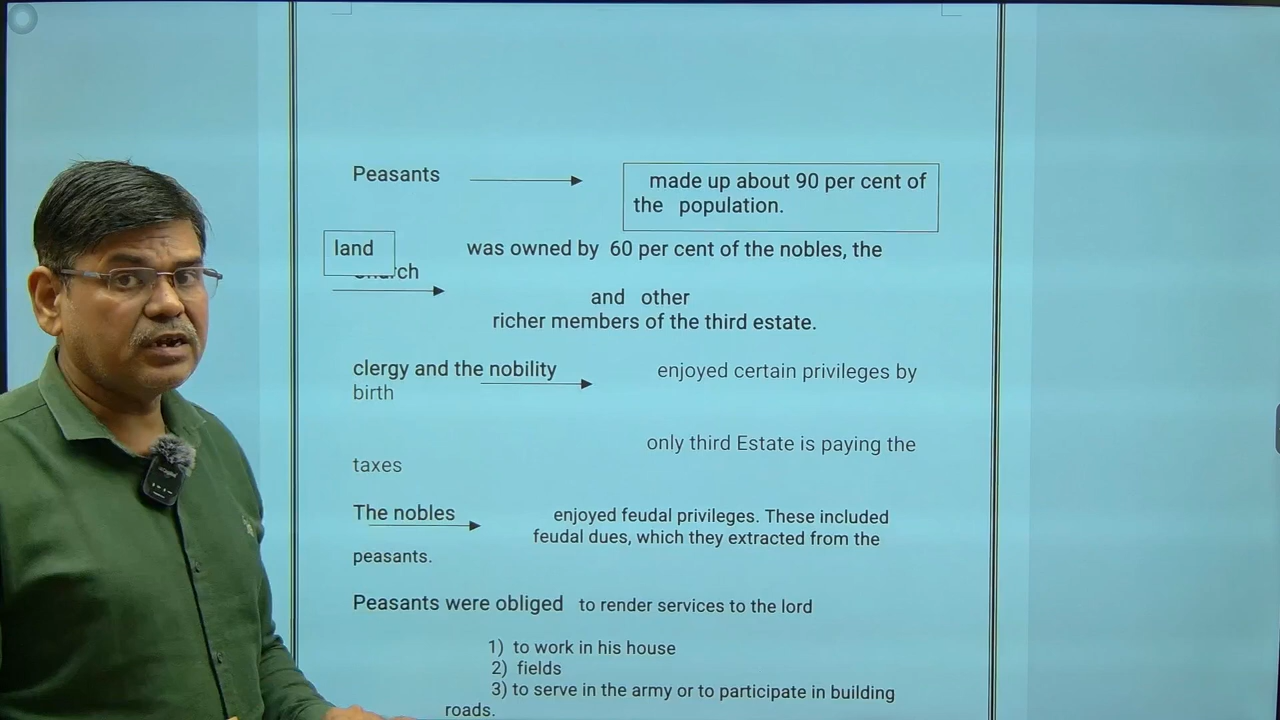 Peasants
made up about 90 per cent of
the population.
land
was owned by 60 per cent of the nobles, the
church
and other
richer members of the third estate.
clergy and the nobility
enjoyed certain privileges by
birth
only third Estate is paying the
taxes
The nobles
enjoyed feudal privileges. These included
feudal dues, which they extracted from the
peasants.
Peasants were obliged to render services to the lord
1) to work in his house
2) fields
3) to serve in the army or to participate in building
roads.